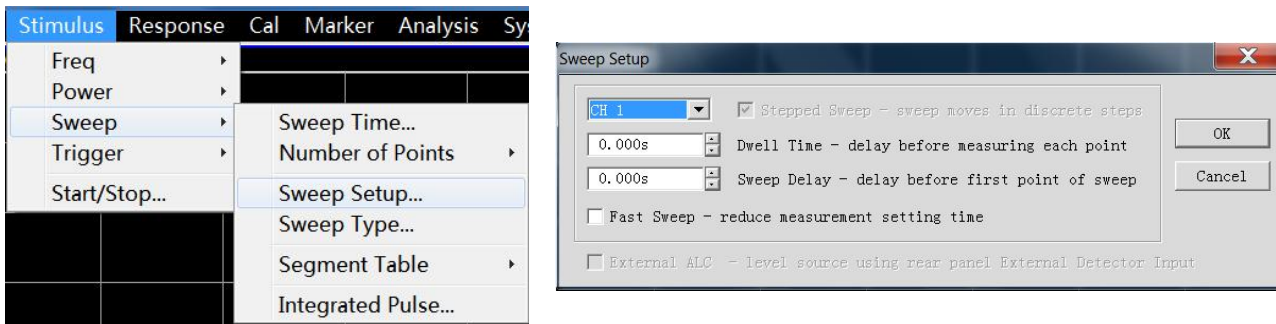 Stimulus Response Cal Marker Analysis Sy
Freq
Power
Sweep
Trigger
Start/Stop...
Sweep Time...
Number of Points
Sweep Setup...
Sweep Type...
Segment Table
Integrated Pulse...
Sweep Setup
CH 1 Stepped Sweep - sweep moves in discrete steps
0.000s Dwell Time - delay before measuring each point
0.000s Sweep Delay - delay before first point of sweep
Fast Sweep - reduce measurement setting time
External ALC - level source using rear panel External Detector Input
OK
Cancel